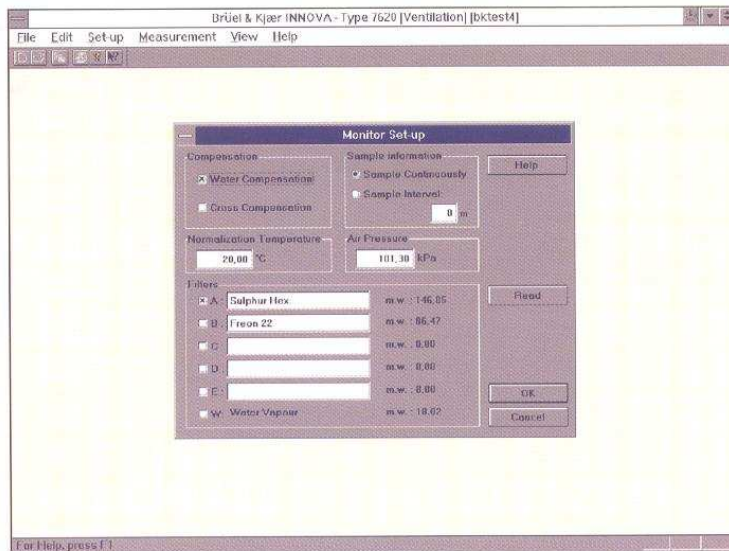 Brüel & Kjær INNOVA - Type 7620 [Ventilation] [bktest4]
File Edit Set-up Measurement View Help
Monitor Set-up
Compensation
Water Compensation
Cross Compensation
Sample information
Sample Continuously
Sample Interval:
0 m
Help
Normalization Temperature
20,00 °C
Air Pressure
101,30 kPa
Filters
A : Sulphur Hex. m.w. : 146,05
B : Freon 22 m.w. : 86,47
C : m.w. : 0,00
D : m.w. : 0,00
E : m.w. : 0,00
W: Water Vapour m.w. : 18,02
Read
OK
Cancel
For Help, press F1